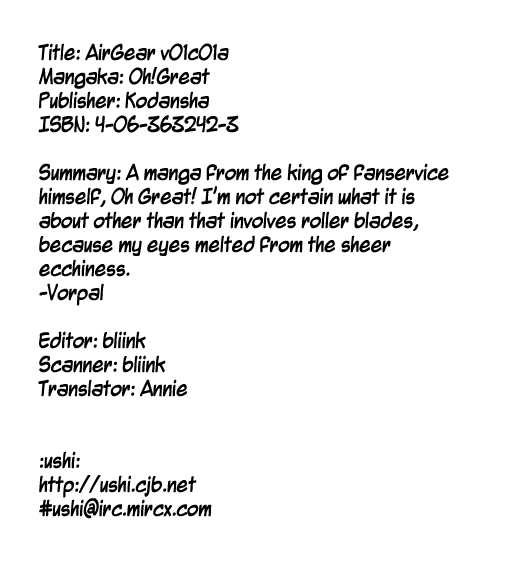 Title: AirGear v01c01a
Mangaka: Oh!Great
Publisher: Kodansha
ISBN: 4-06-363242-3
Summary: A manga from the king of fanservice
himself, Oh Great! I'm not certain what it is
about other than that involves roller blades,
because my eyes melted from the sheer
ecchiness.
-Vorpal
Editor: bliink
Scanner: bliink
Translator: Annie
:ushi:
http://ushi.cjb.net
#ushi@irc.mircx.com